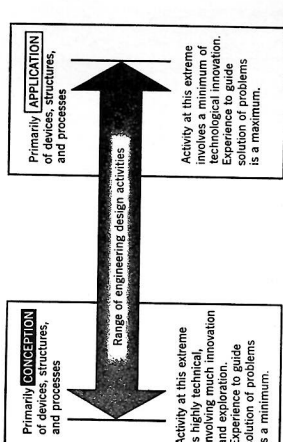 Primarily CONCEPTION
of devices, structures,
and processes
Activity at this extreme
is highly technical,
involving much innovation
and exploration.
Experience to guide
solution of problems
is a minimum.
Range of engineering design activities
Primarily APPLICATION
of devices, structures,
and processes
Activity at this extreme
involves a minimum of
technological innovation.
Experience to guide
solution of problems
is a maximum.